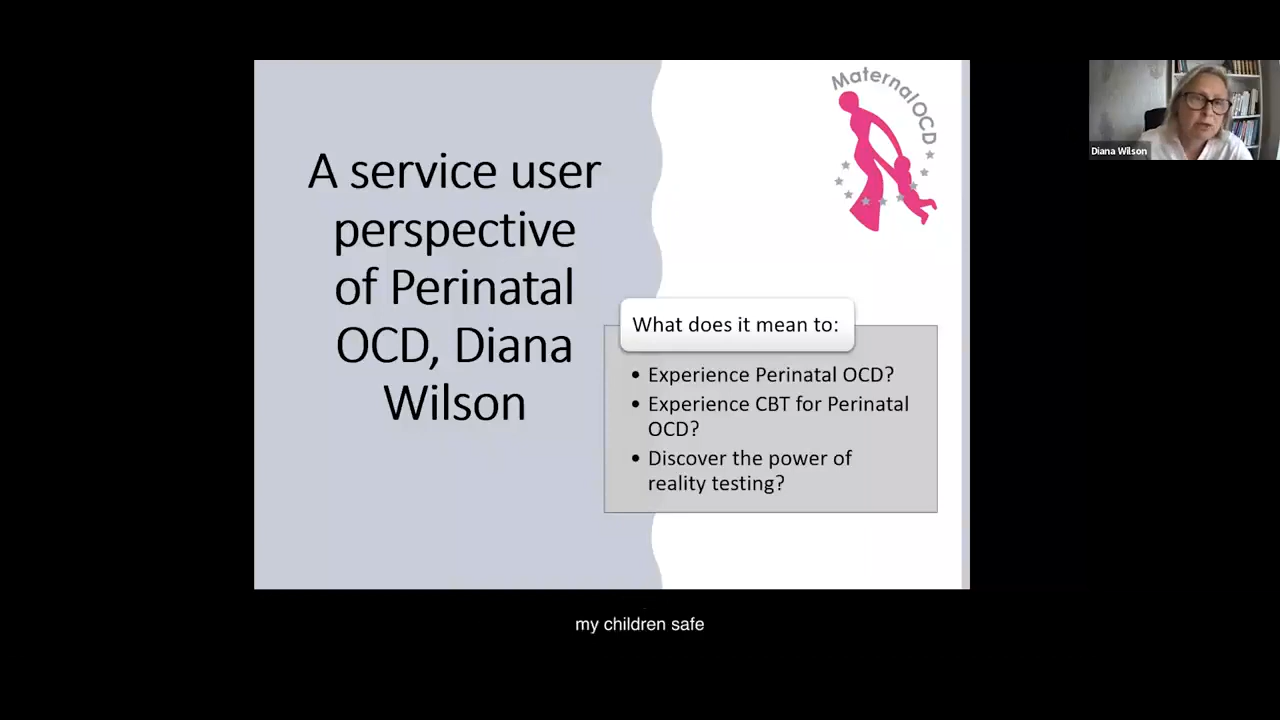 A service user
perspective
of Perinatal
OCD, Diana
Wilson
MaternalOCD
What does it mean to:
• Experience Perinatal OCD?
• Experience CBT for Perinatal
OCD?
• Discover the power of
reality testing?
Diana Wilson
my children safe